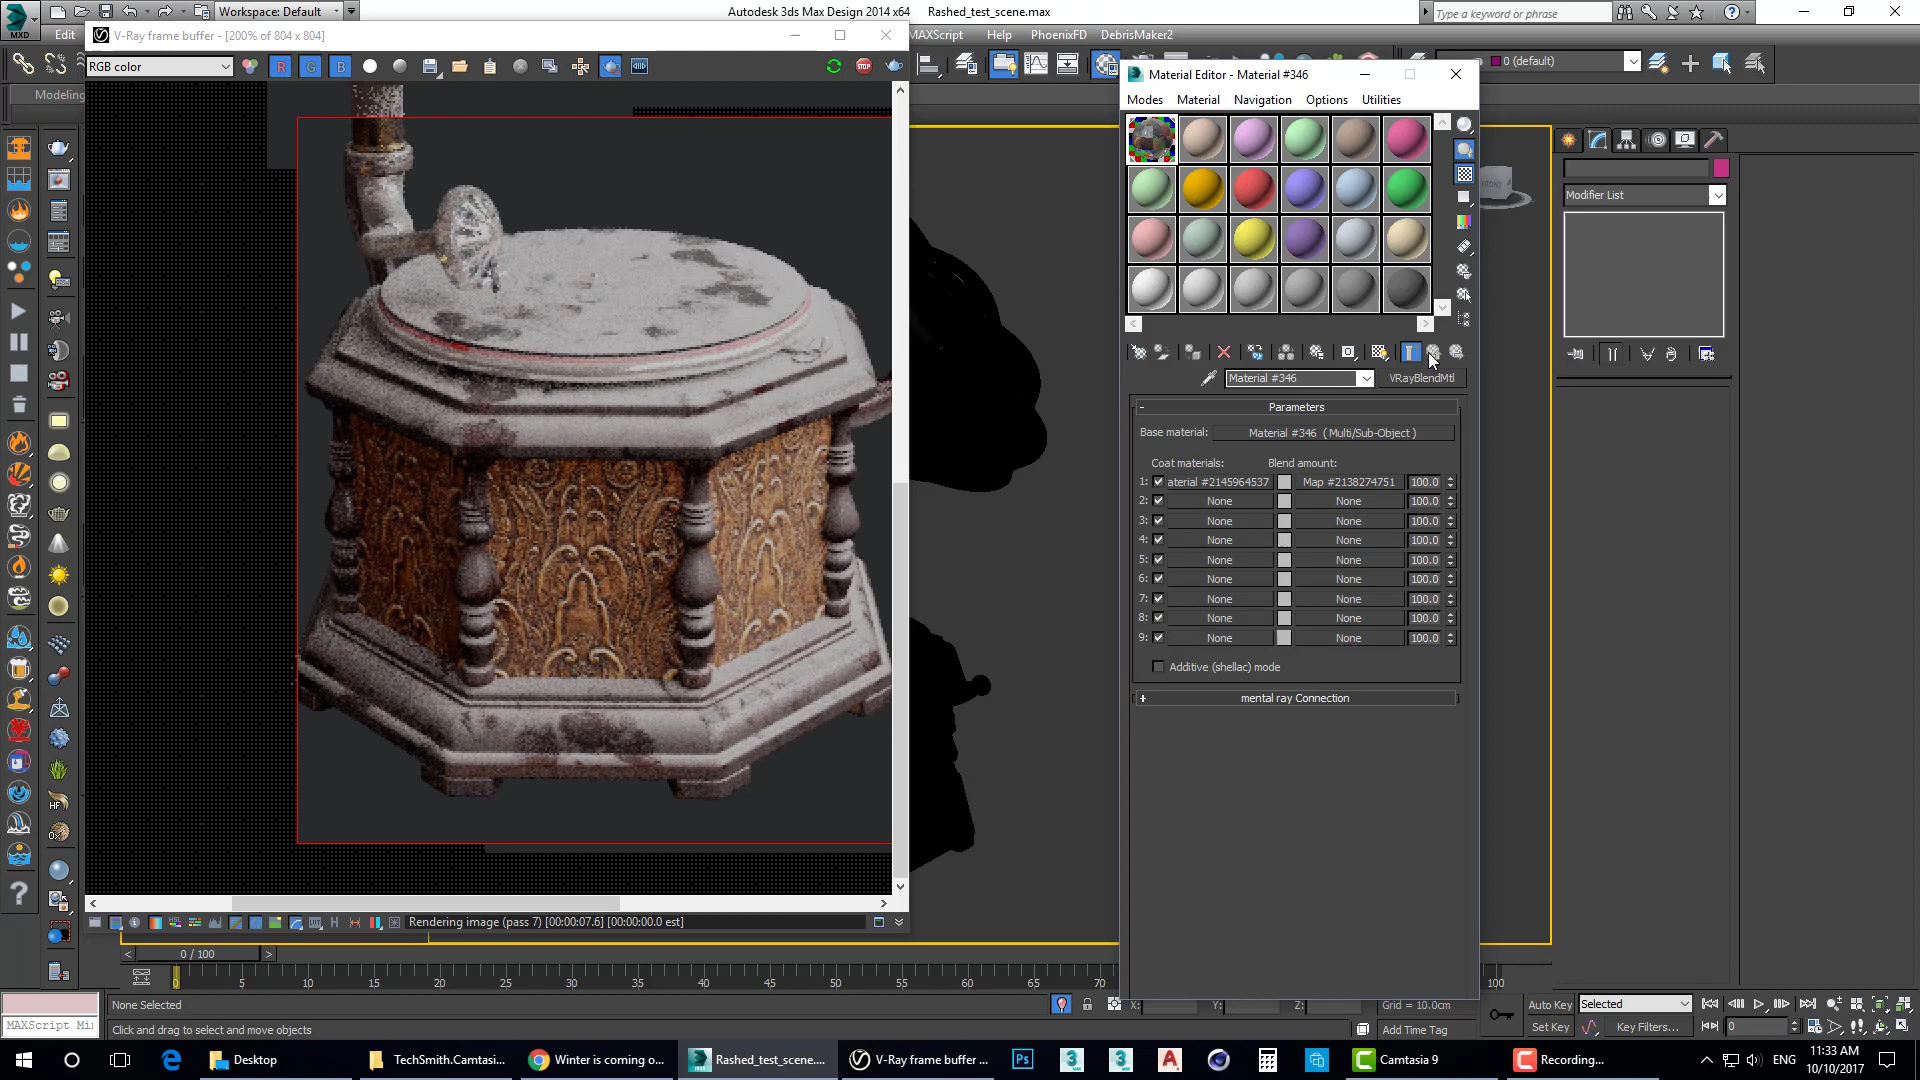 Workspace: Default
Autodesk 3ds Max Design 2014 x64 Rashed_test_scene.max
Type a keyword or phrase
MXD
Edit
V-Ray frame buffer - [200% of 804 x 804]
MAXScript Help PhoenixFD DebrisMaker2
RGB color
R G B
0 (default)
Modeling
Material Editor - Material #346
Modes Material Navigation Options Utilities
FRONT
Modifier List
Material #346
VRayBlendMtl
- Parameters
Base material: Material #346 ( Multi/Sub-Object )
Coat materials: Blend amount:
1: aterial #2145964537 Map #2138274751 100.0
2: None None 100.0
3: None None 100.0
4: None None 100.0
5: None None 100.0
6: None None 100.0
7: None None 100.0
8: None None 100.0
9: None None 100.0
Additive (shellac) mode
+ mental ray Connection
HF
Rendering image (pass 7) [00:00:07.6] [00:00:00.0 est]
0 / 100
5 10 15 20 25 30 35 40 45 50 55 60 65 70 100
None Selected
X: Y: Z: Grid = 10.0cm
Auto Key Selected
MAXScript Mi
Click and drag to select and move objects
Add Time Tag
Set Key Key Filters... 0
Desktop
TechSmith.Camtasi...
Winter is coming o...
Rashed_test_scene....
V-Ray frame buffer ...
Camtasia 9
Recording...
ENG
11:33 AM
10/10/2017